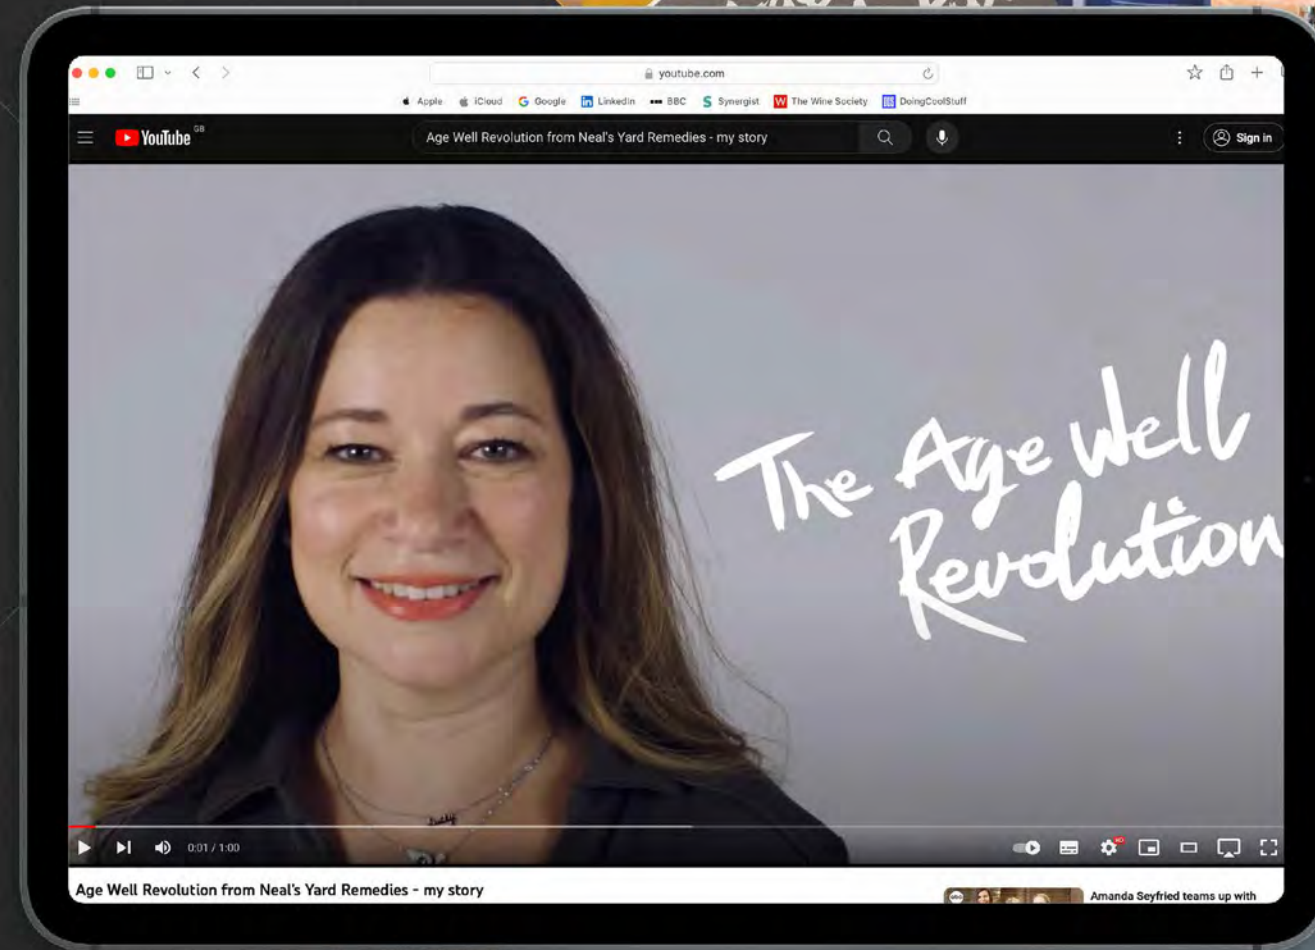 youtube.com
Apple iCloud Google LinkedIn BBC Synergist The Wine Society DoingCoolStuff
YouTube GB Age Well Revolution from Neal's Yard Remedies - my story Sign in
The Age Well
Revolution
0:01 / 1:00
Age Well Revolution from Neal's Yard Remedies - my story
Amanda Seyfried teams up with